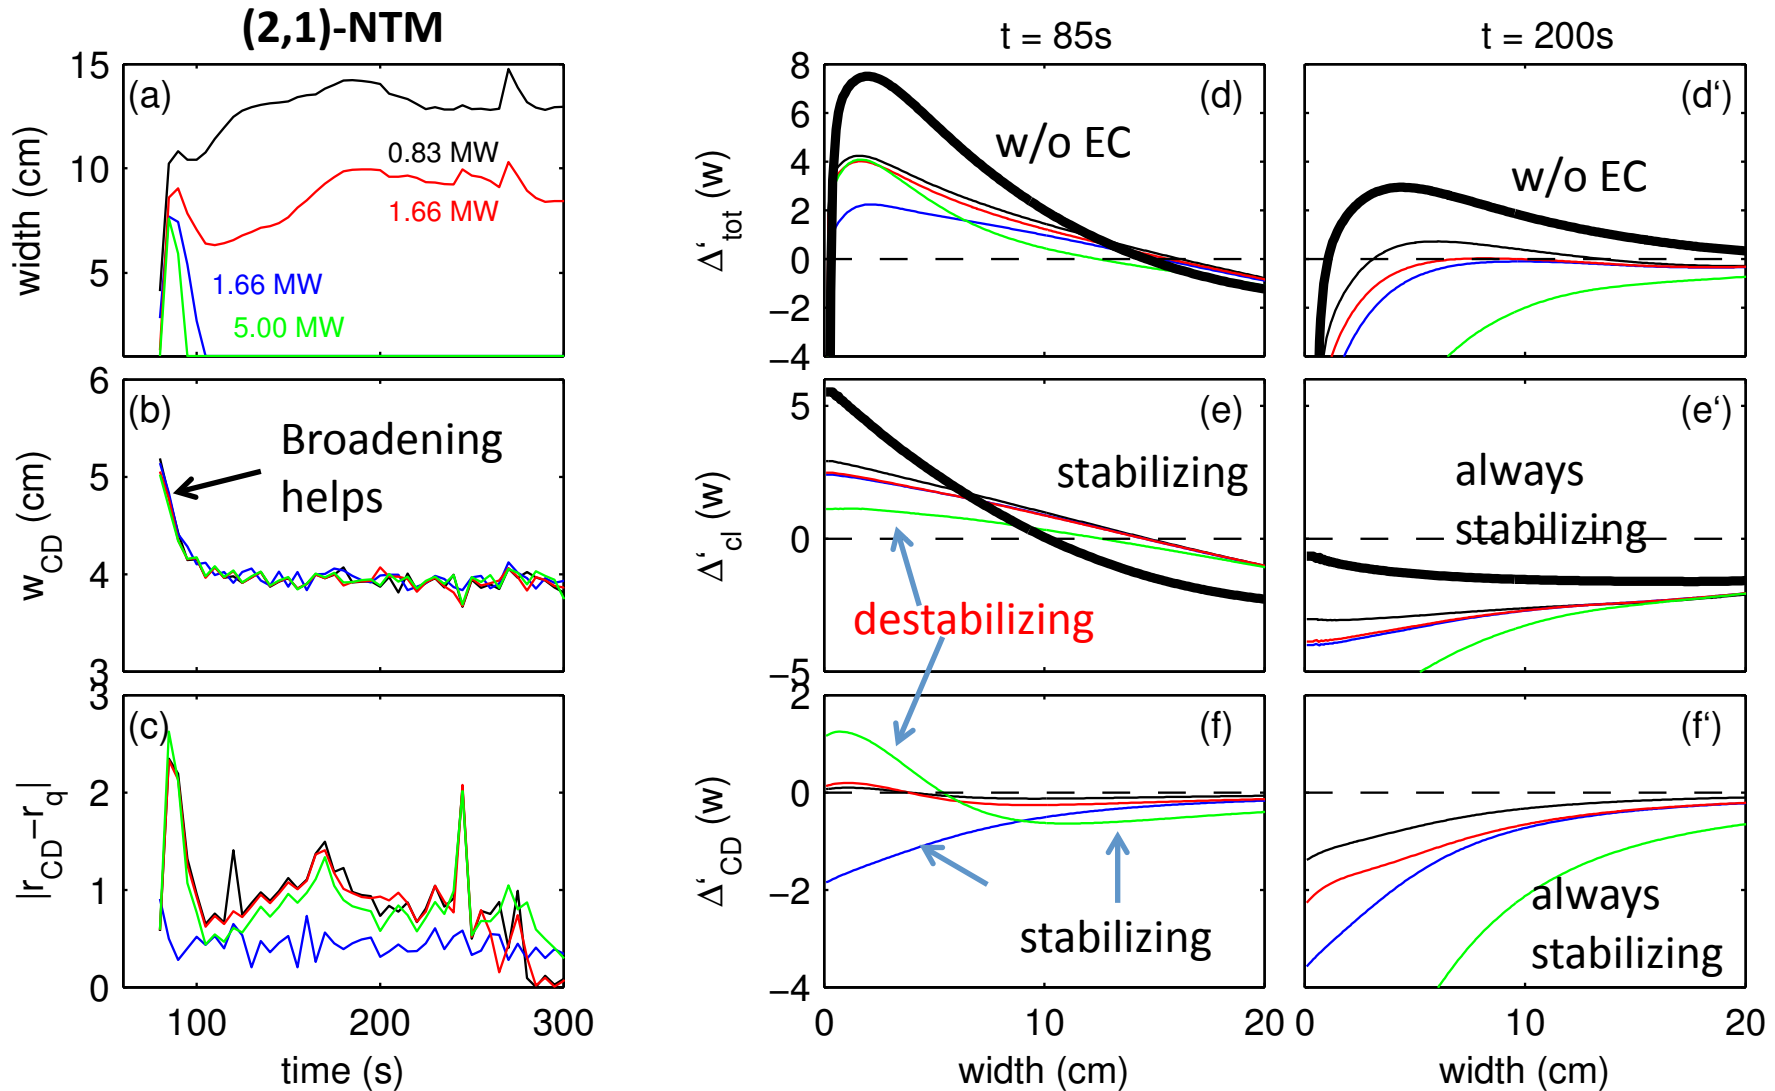 (2,1)-NTM
t = 85s
t = 200s
15
10
5
width (cm)
(a)
0.83 MW
1.66 MW
1.66 MW
5.00 MW
6
5
4
3
w_CD (cm)
(b)
Broadening
helps
3
2
1
0
|r_CD−r_q|
(c)
100
200
300
time (s)
8
6
4
2
0
−2
−4
Δ‘_tot (w)
(d)
w/o EC
(d‘)
w/o EC
5
0
−5
Δ‘_cl (w)
(e)
stabilizing
destabilizing
(e‘)
always
stabilizing
2
0
−2
−4
Δ‘_CD (w)
(f)
stabilizing
(f‘)
always
stabilizing
0
10
20
width (cm)
0
10
20
width (cm)